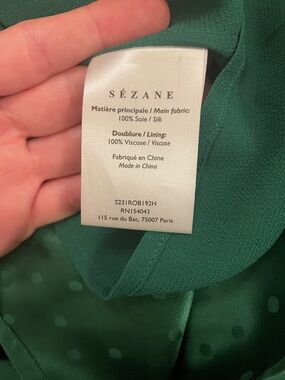 SÉZANE
Matière principale / Main fabric:
100% Soie / Silk
Doublure / Lining:
100% Viscose / Viscose
Fabriqué en Chine
Made in China
S231ROB192H
RN154043
115 rue du Bac, 75007 Paris